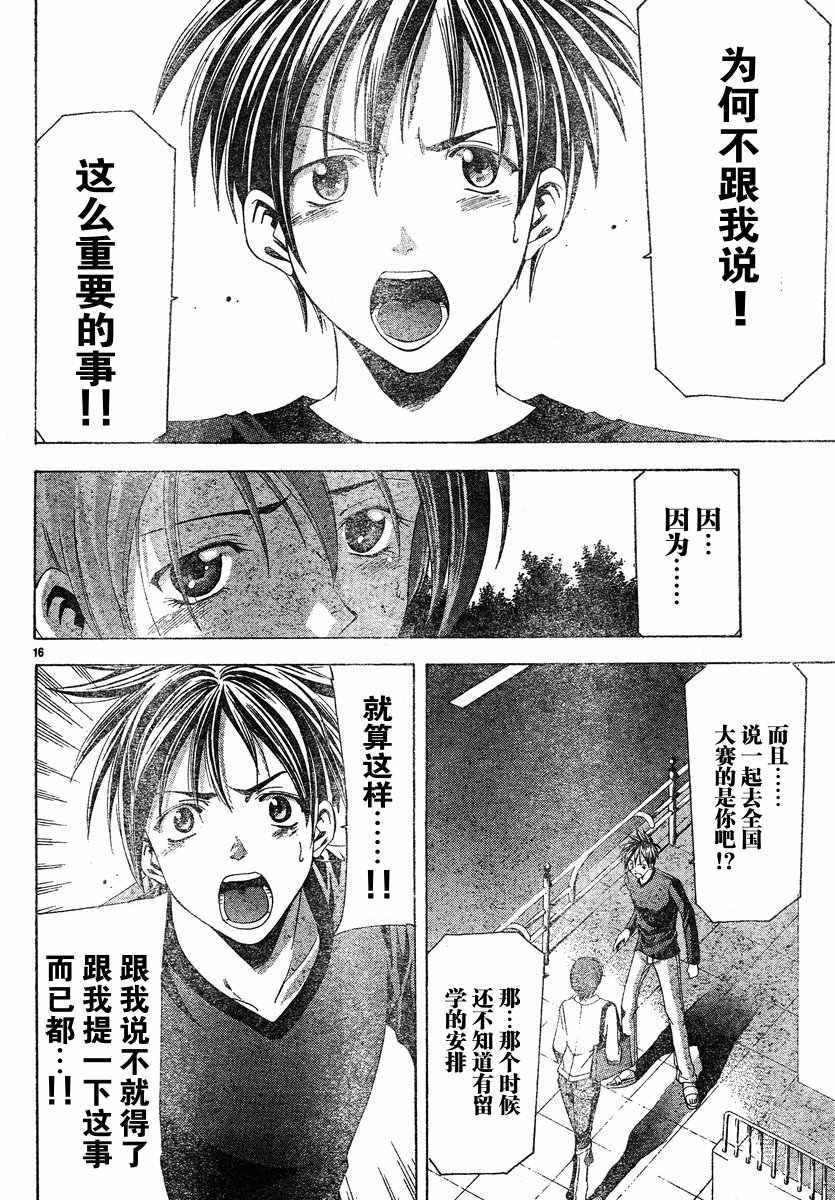 为何不跟我说！
这么重要的事！！
因…
因为……
16
而且……
说一起去全国
大赛的是你吧！？
那…那个时候
还不知道有留
学的安排
就算这样……！！
跟我说不就得了
跟我提一下这事
而已都…！！